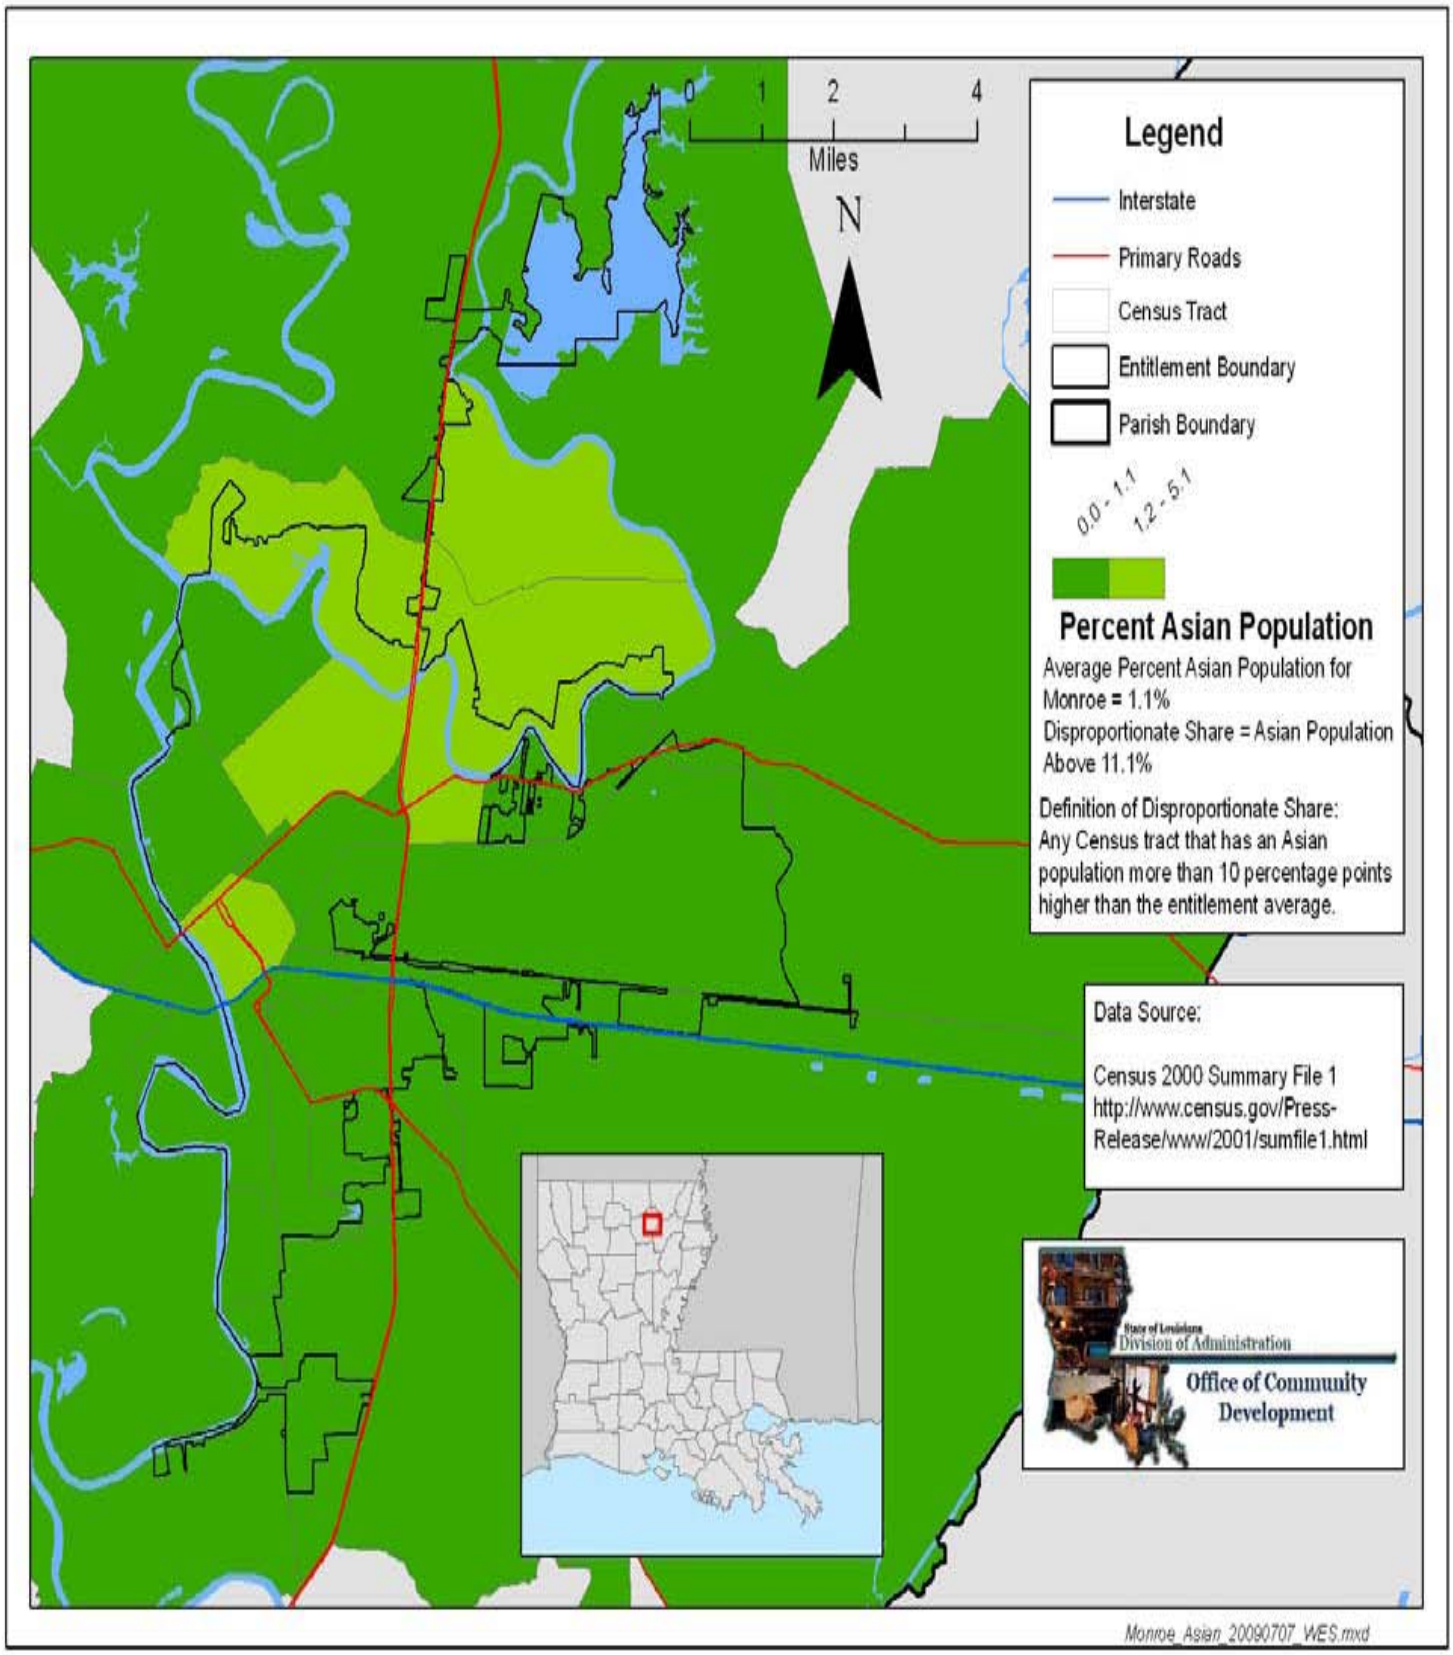 0 1 2 4
Miles
N
Legend
Interstate
Primary Roads
Census Tract
Entitlement Boundary
Parish Boundary
0.0 - 1.1
1.2 - 5.1
Percent Asian Population
Average Percent Asian Population for
Monroe = 1.1%
Disproportionate Share = Asian Population
Above 11.1%
Definition of Disproportionate Share:
Any Census tract that has an Asian
population more than 10 percentage points
higher than the entitlement average.
Data Source:
Census 2000 Summary File 1
http://www.census.gov/Press-
Release/www/2001/sumfile1.html
State of Louisiana
Division of Administration
Office of Community
Development
Monroe_Asian_20090707_WES.mxd